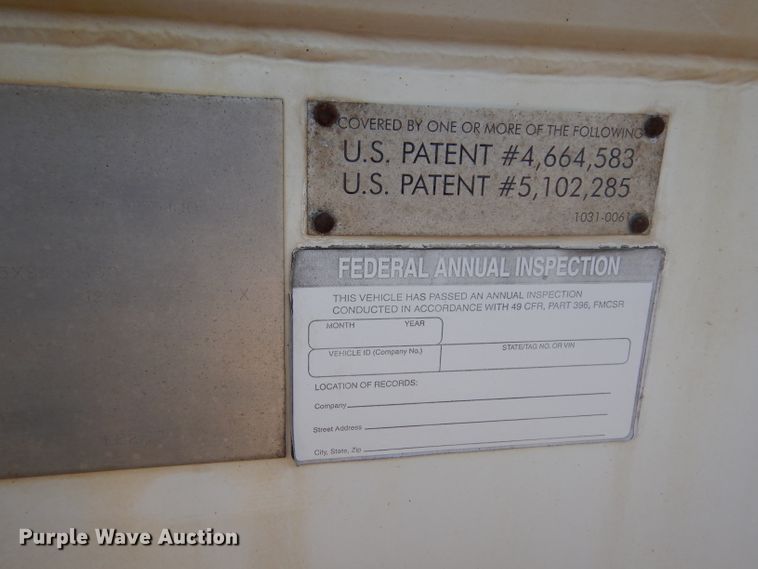 COVERED BY ONE OR MORE OF THE FOLLOWING
U.S. PATENT #4,664,583
U.S. PATENT #5,102,285
1031-0061
FEDERAL ANNUAL INSPECTION
THIS VEHICLE HAS PASSED AN ANNUAL INSPECTION
CONDUCTED IN ACCORDANCE WITH 49 CFR, PART 396, FMCSR
MONTH YEAR
VEHICLE ID (Company No.) STATE/TAG NO. OR VIN
LOCATION OF RECORDS:
Company
Street Address
City, State, Zip
Purple Wave Auction®